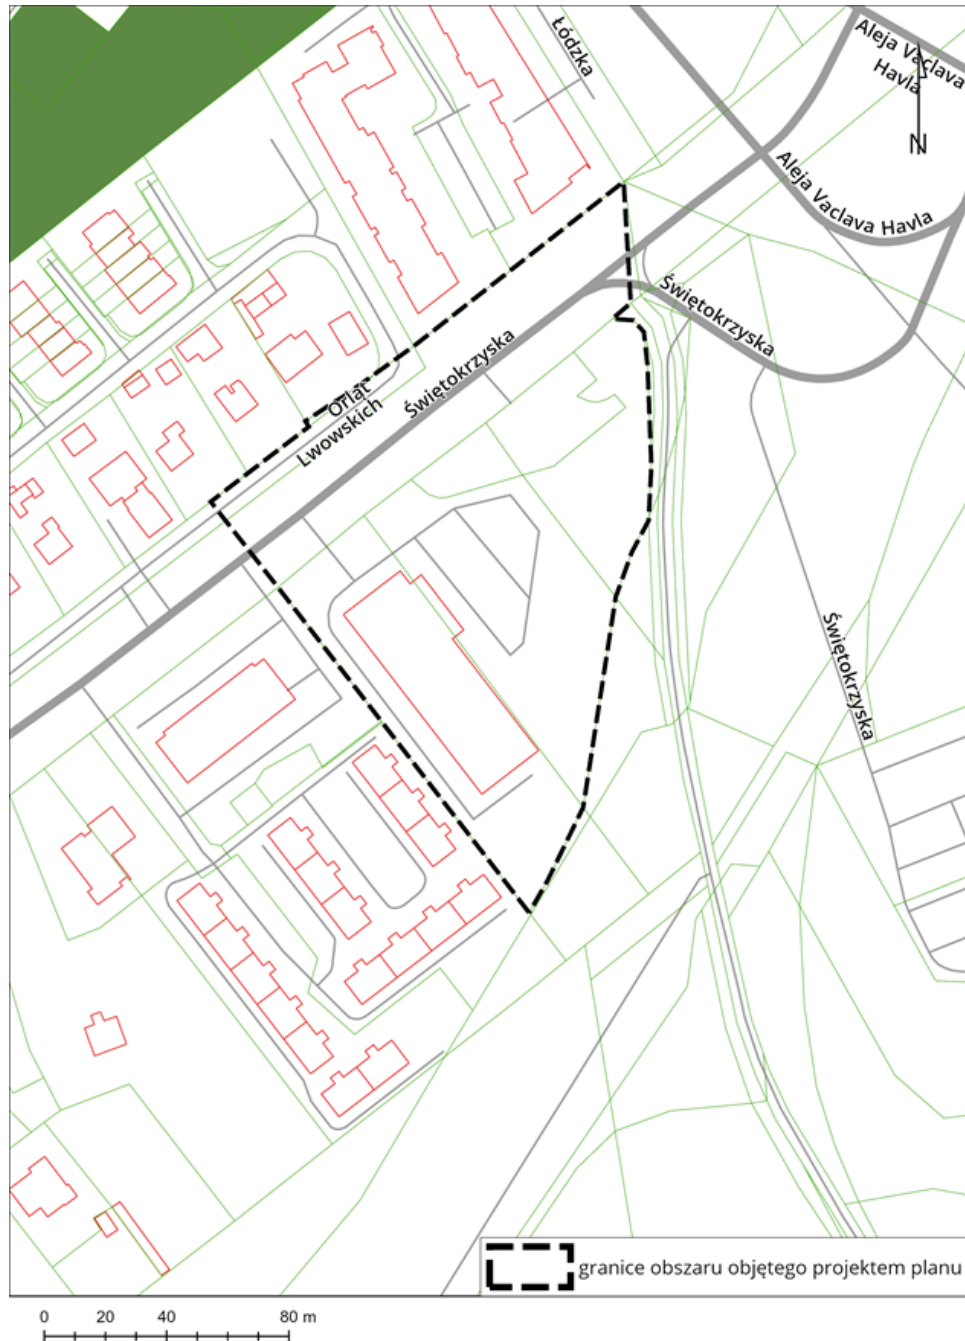 Łódzka
Aleja Vaclava
Havla
N
Aleja Vaclava Havla
Świętokrzyska
Świętokrzyska
Orląt
Lwowskich
Świętokrzyska
granice obszaru objętego projektem planu
0 20 40 80 m